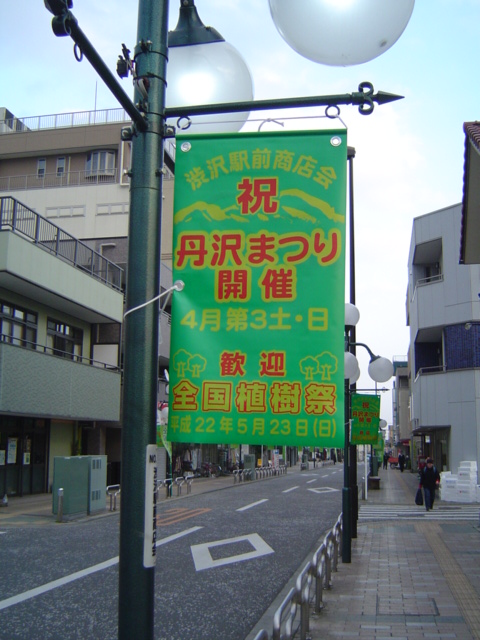 渋沢駅前商店会
祝
丹沢まつり
開催
4月第3土・日
歓迎
全国植樹祭
平成22年5月23日(日)
祝